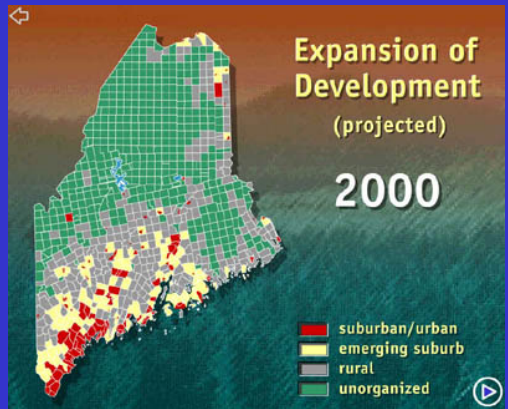 Expansion of
Development
(projected)
2000
suburban/urban
emerging suburb
rural
unorganized